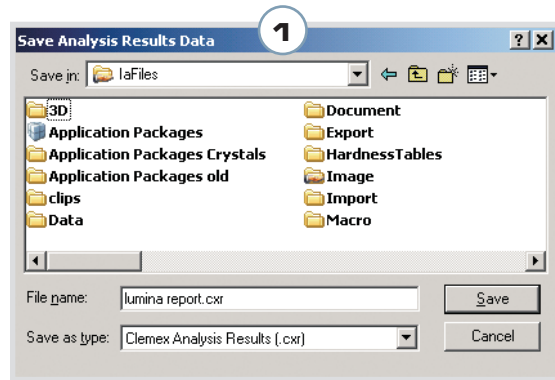 1
Save Analysis Results Data
Save in: IaFiles
3D
Application Packages
Application Packages Crystals
Application Packages old
clips
Data
Document
Export
HardnessTables
Image
Import
Macro
File name: lumina report.cxr Save
Save as type: Clemex Analysis Results (.cxr) Cancel